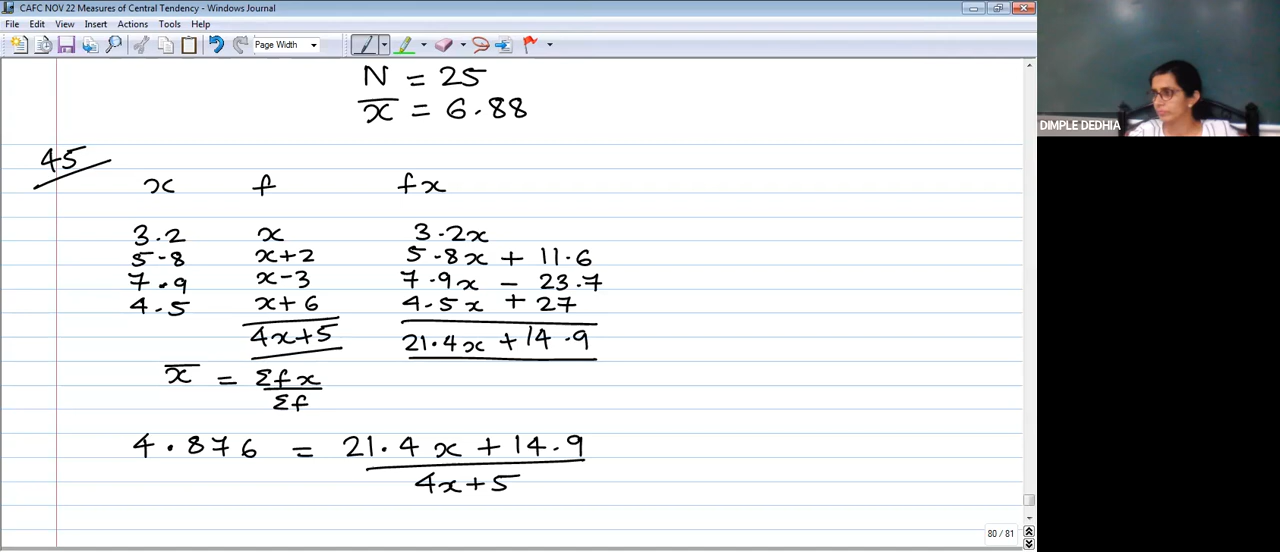 CAFC NOV 22 Measures of Central Tendency - Windows Journal
File Edit View Insert Actions Tools Help
Page Width
N = 25
x̅ = 6.88
DIMPLE DEDHIA
45
x f fx
3.2 x 3.2x
5.8 x+2 5.8x + 11.6
7.9 x-3 7.9x - 23.7
4.5 x+6 4.5x + 27
4x+5 21.4x + 14.9
x̅ = Σfx
Σf
4.876 = 21.4x + 14.9
4x+5
80 / 81